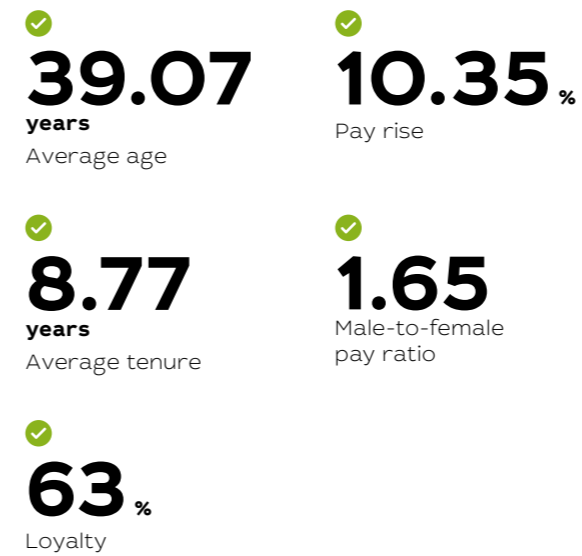 39.07
years
Average age
10.35 %
Pay rise
8.77
years
Average tenure
1.65
Male-to-female
pay ratio
63 %
Loyalty